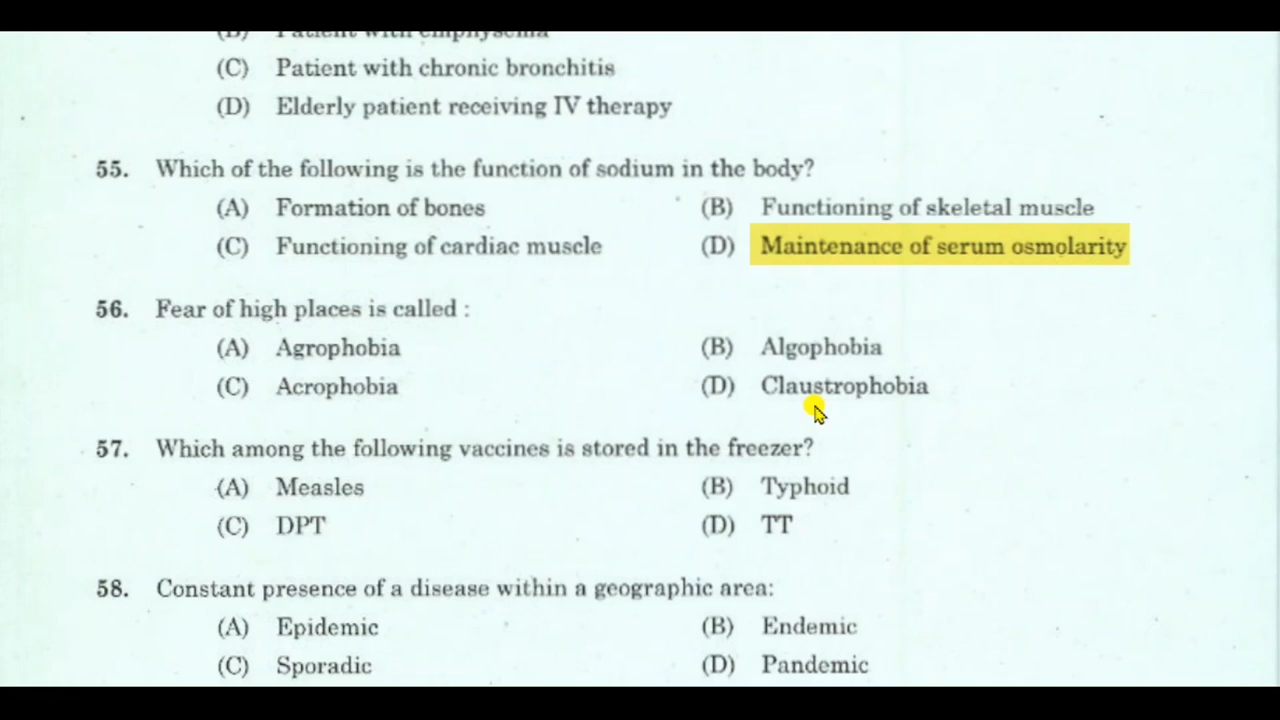 (B) Patient with emphysema
(C) Patient with chronic bronchitis
(D) Elderly patient receiving IV therapy
55. Which of the following is the function of sodium in the body?
(A) Formation of bones (B) Functioning of skeletal muscle
(C) Functioning of cardiac muscle (D) Maintenance of serum osmolarity
56. Fear of high places is called :
(A) Agrophobia (B) Algophobia
(C) Acrophobia (D) Claustrophobia
57. Which among the following vaccines is stored in the freezer?
(A) Measles (B) Typhoid
(C) DPT (D) TT
58. Constant presence of a disease within a geographic area:
(A) Epidemic (B) Endemic
(C) Sporadic (D) Pandemic